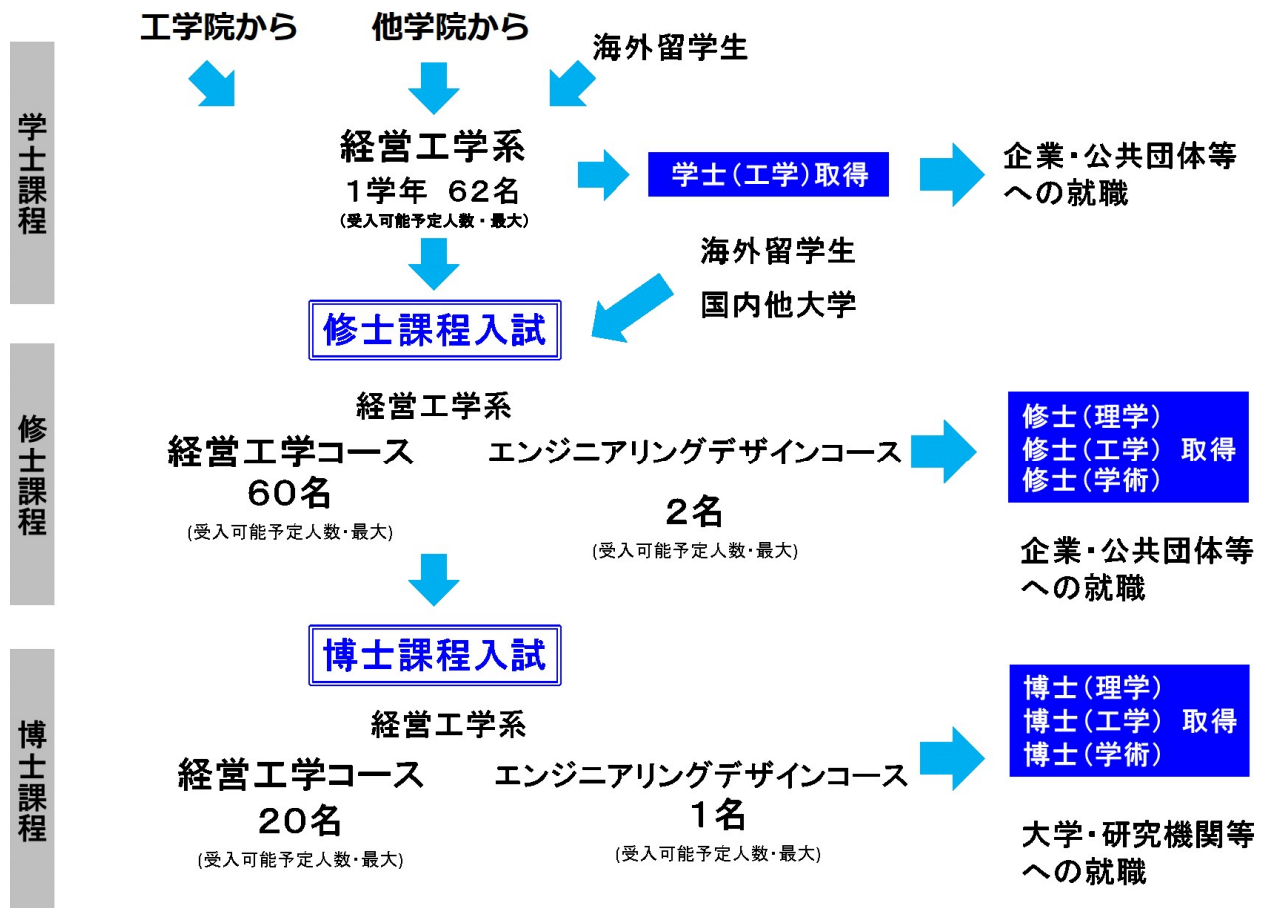 工学院から
他学院から
海外留学生
学士課程
経営工学系
1学年 62名
(受入可能予定人数・最大)
学士(工学)取得
企業・公共団体等
への就職
海外留学生
国内他大学
修士課程入試
修士課程
経営工学系
経営工学コース
60名
(受入可能予定人数・最大)
エンジニアリングデザインコース
2名
(受入可能予定人数・最大)
修士(理学)
修士(工学) 取得
修士(学術)
企業・公共団体等
への就職
博士課程入試
博士課程
経営工学系
経営工学コース
20名
(受入可能予定人数・最大)
エンジニアリングデザインコース
1名
(受入可能予定人数・最大)
博士(理学)
博士(工学) 取得
博士(学術)
大学・研究機関等
への就職